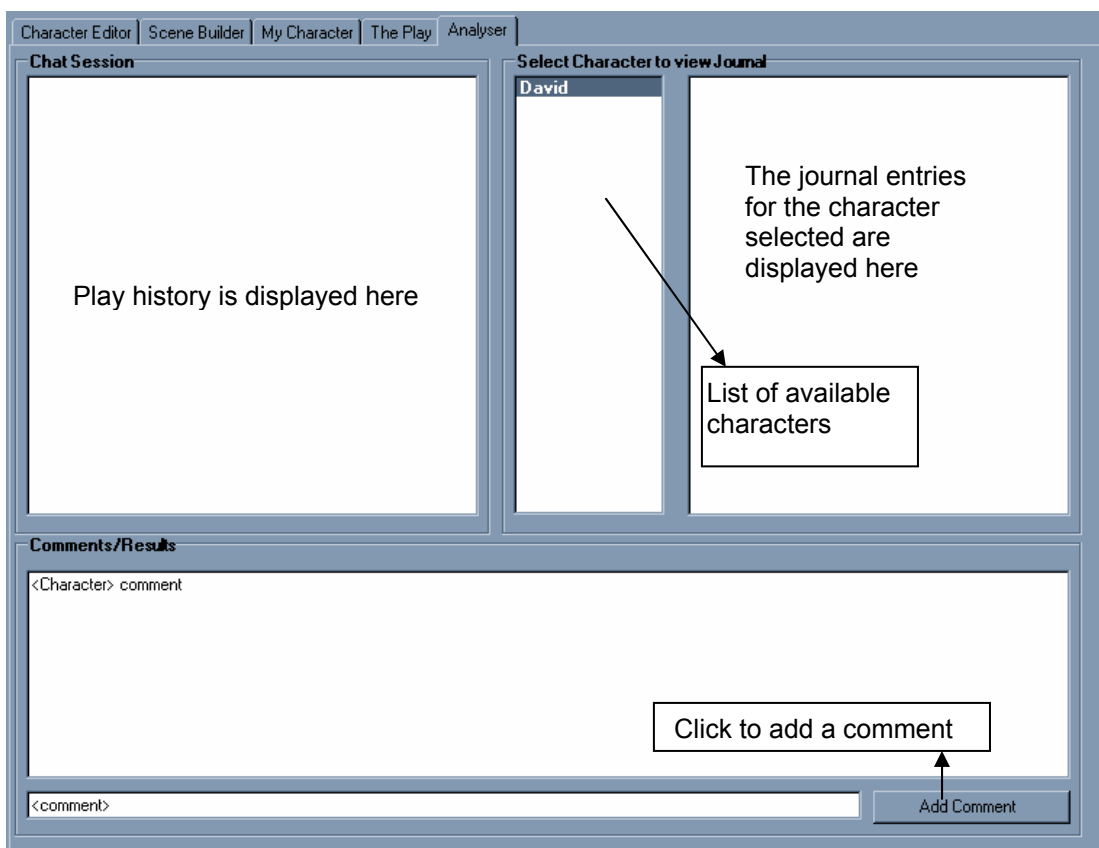 Character Editor Scene Builder My Character The Play Analyser
Chat Session
Play history is displayed here
Select Character to view Journal
David
The journal entries
for the character
selected are
displayed here
List of available
characters
Comments/Results
<Character> comment
Click to add a comment
<comment>
Add Comment